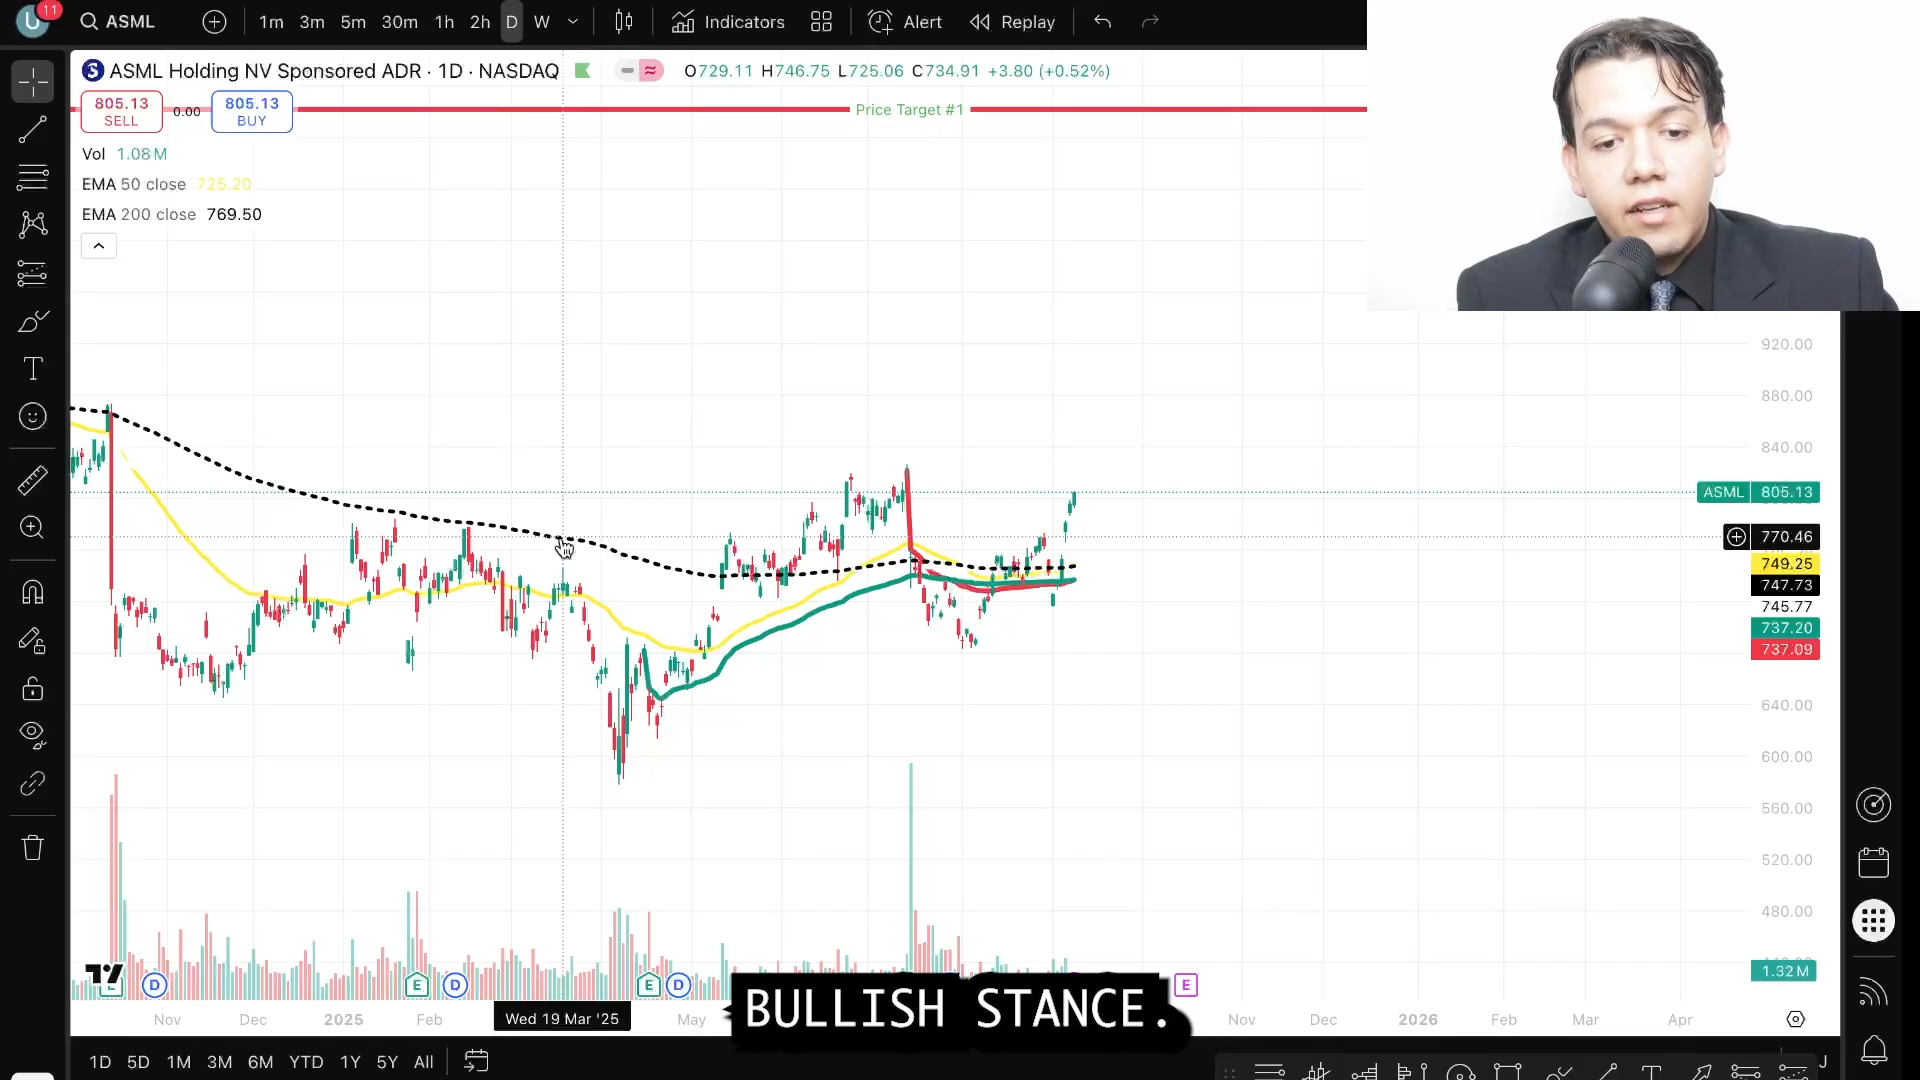 U
11
ASML
1m 3m 5m 30m 1h 2h D W
Indicators
Alert
Replay
S
ASML Holding NV Sponsored ADR · 1D · NASDAQ
O729.11 H746.75 L725.06 C734.91 +3.80 (+0.52%)
805.13
SELL
0.00
805.13
BUY
Price Target #1
Vol 1.08 M
EMA 50 close 725.20
EMA 200 close 769.50
920.00
880.00
840.00
ASML 805.13
770.46
749.25
747.73
745.77
737.20
737.09
640.00
600.00
560.00
520.00
480.00
1.32 M
D E D E D E
BULLISH STANCE.
Nov Dec 2025 Feb Wed 19 Mar '25 May Nov Dec 2026 Feb Mar Apr
1D 5D 1M 3M 6M YTD 1Y 5Y All